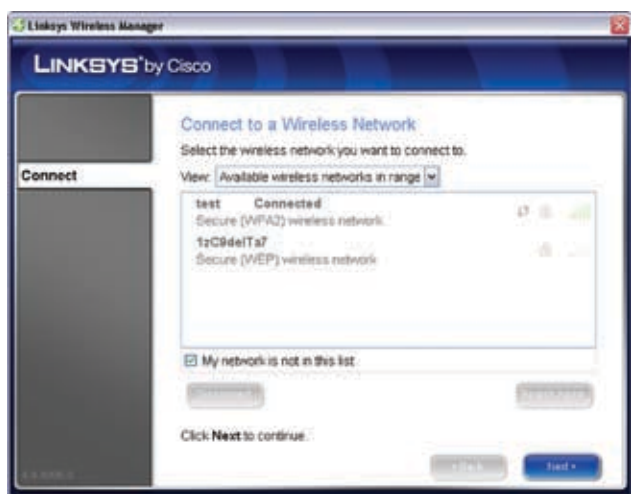 Linksys Wireless Manager
LINKSYS® by Cisco
Connect
Connect to a Wireless Network
Select the wireless network you want to connect to.
View: Available wireless networks in range
test Connected
Secure (WPA2) wireless network
Secure (WEP) wireless network
My network is not in this list
Click Next to continue.
Next